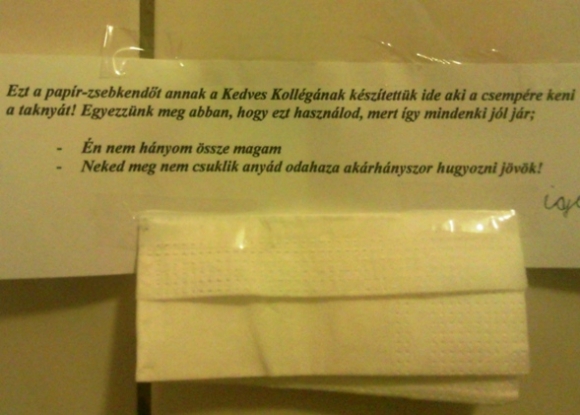 Ezt a papír-zsebkendőt annak a Kedves Kollégának készítettük ide aki a csempére keni
a taknyát! Egyezzünk meg abban, hogy ezt használod, mert így mindenki jól jár;
- Én nem hányom össze magam
- Neked meg nem csuklik anyád odahaza akárhányszor hugyozni jövök!